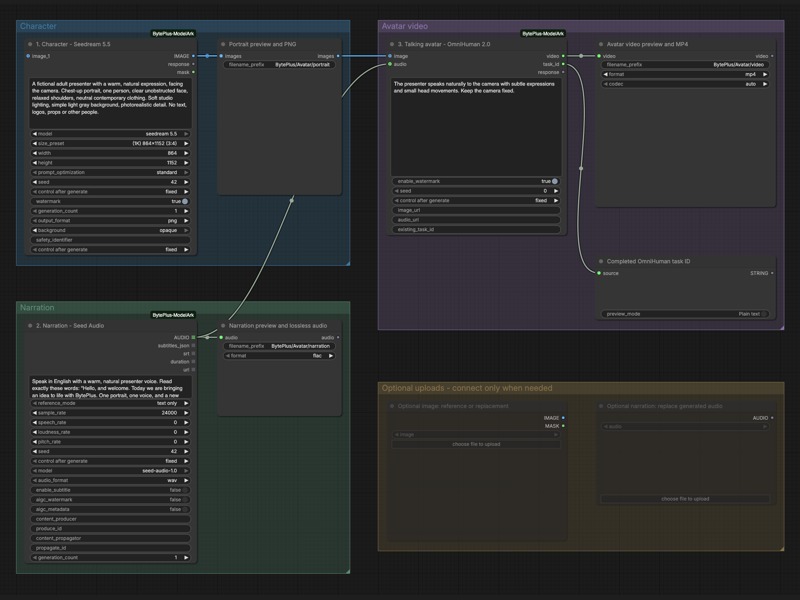 Character
BytePlus-ModelArk
1. Character - Seedream 5.5
image_1
IMAGE
response
mask
A fictional adult presenter with a warm, natural expression, facing
the camera. Chest-up portrait, one person, clear unobstructed face,
relaxed shoulders, neutral contemporary clothing. Soft studio
lighting, simple light gray background, photorealistic detail. No text,
logos, props or other people.
model seedream 5.5
size_preset (1K) 864×1152 (3:4)
width 864
height 1152
prompt_optimization standard
seed 42
control after generate fixed
watermark true
generation_count 1
output_format png
background opaque
safety_identifier
control after generate fixed
Portrait preview and PNG
images images
filename_prefix BytePlus/Avatar/portrait
Avatar video
BytePlus-ModelArk
3. Talking avatar - OmniHuman 2.0
image video
audio task_id
response
The presenter speaks naturally to the camera with subtle expressions
and small head movements. Keep the camera fixed.
enable_watermark true
seed 0
control after generate fixed
image_url
audio_url
existing_task_id
Avatar video preview and MP4
video video
filename_prefix BytePlus/Avatar/video
format mp4
codec auto
Completed OmniHuman task ID
source STRING
preview_mode Plain text
Narration
BytePlus-ModelArk
2. Narration - Seed Audio
AUDIO
subtitles_json
srt
duration
url
Speak in English with a warm, natural presenter voice. Read
exactly these words: "Hello, and welcome. Today we are bringing
an idea to life with BytePlus. One portrait, one voice, and a new
reference_mode text only
sample_rate 24000
speech_rate 0
loudness_rate 0
pitch_rate 0
seed 42
control after generate fixed
model seed-audio-1.0
audio_format wav
enable_subtitle false
aigc_watermark false
aigc_metadata false
content_producer
produce_id
content_propagator
propagate_id
generation_count 1
Narration preview and lossless audio
audio audio
filename_prefix BytePlus/Avatar/narration
format flac
Optional uploads - connect only when needed
Optional image: reference or replacement
IMAGE
MASK
image
choose file to upload
Optional narration: replace generated audio
AUDIO
audio
choose file to upload